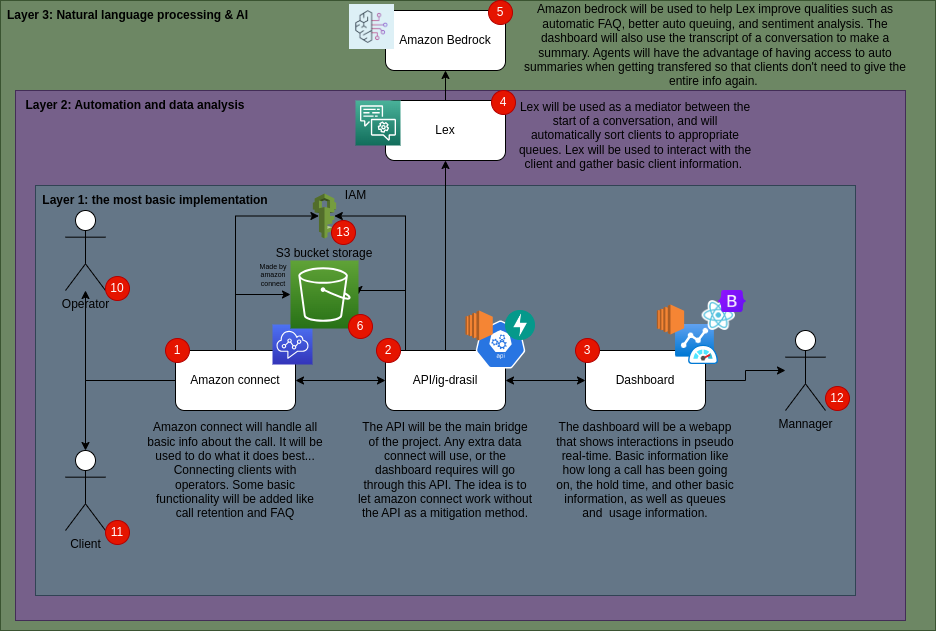 Layer 3: Natural language processing & AI
5
Amazon Bedrock
Amazon bedrock will be used to help Lex improve qualities such as
automatic FAQ, better auto queuing, and sentiment analysis. The
dashboard will also use the transcript of a conversation to make a
summary. Agents will have the advantage of having access to auto
summaries when getting transfered so that clients don't need to give the
entire info again.
Layer 2: Automation and data analysis
4
Lex
Lex will be used as a mediator between the
start of a conversation, and will
automatically sort clients to appropriate
queues. Lex will be used to interact with the
client and gather basic client information.
Layer 1: the most basic implementation
IAM
13
S3 bucket storage
Made by
amazon
connect
6
10
Operator
1
Amazon connect
2
api
API/ig-drasil
3
B
Dashboard
12
Mannager
Amazon connect will handle all
basic info about the call. It will be
used to do what it does best...
Connecting clients with
operators. Some basic
functionality will be added like
call retention and FAQ
The API will be the main bridge
of the project. Any extra data
connect will use, or the
dashboard requires will go
through this API. The idea is to
let amazon connect work without
the API as a mitigation method.
The dashboard will be a webapp
that shows interactions in pseudo
real-time. Basic information like
how long a call has been going
on, the hold time, and other basic
information, as well as queues
and usage information.
11
Client